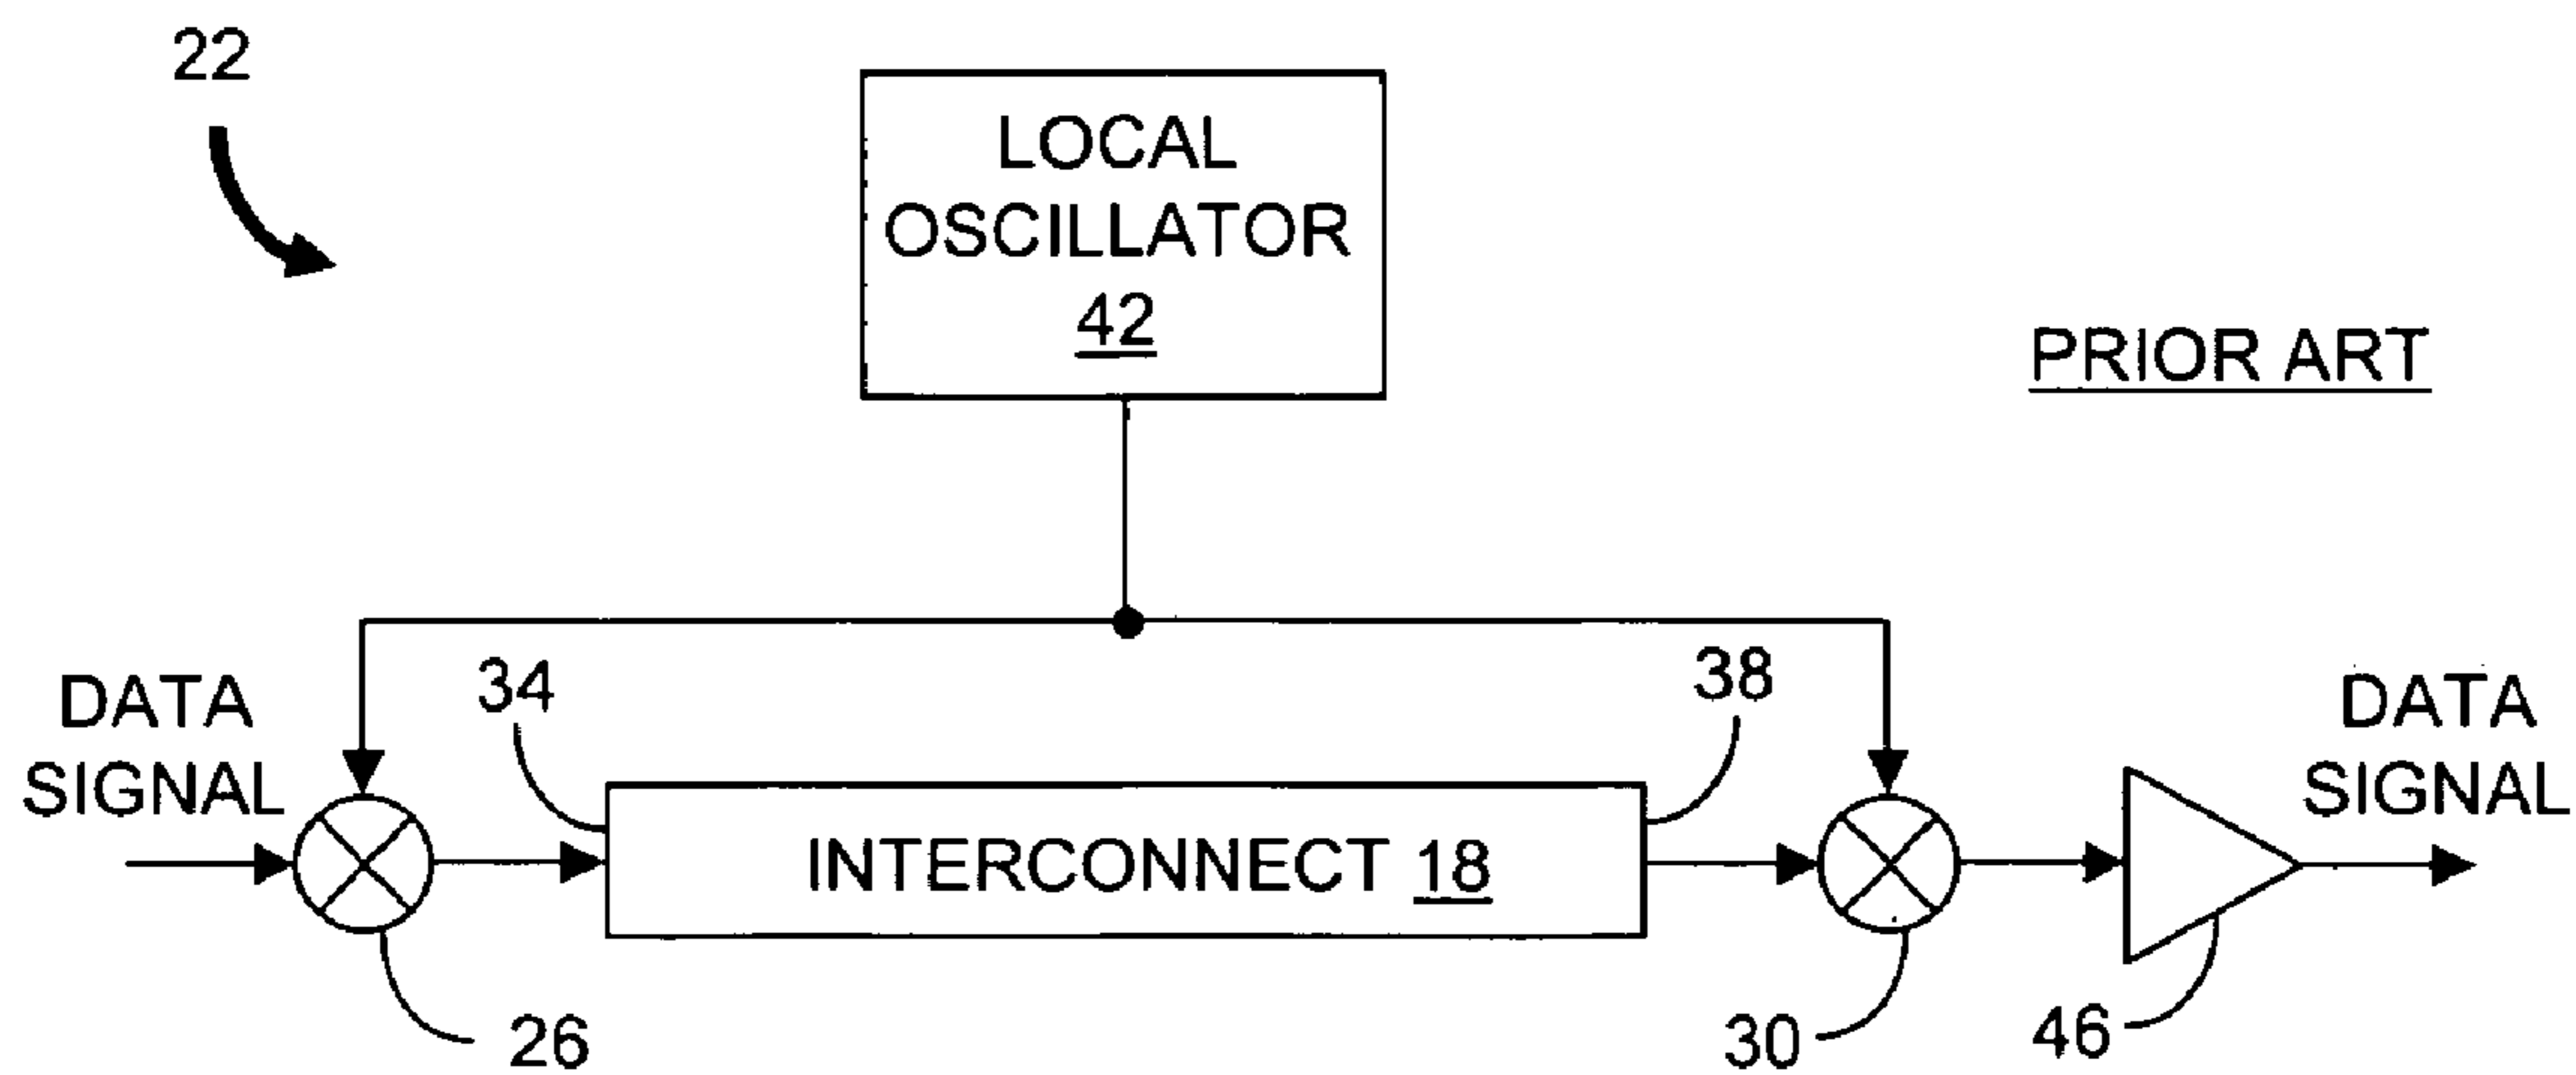 22
LOCAL
OSCILLATOR
42
PRIOR ART
34
38
DATA
SIGNAL
DATA
SIGNAL
INTERCONNECT 18
26
30
46